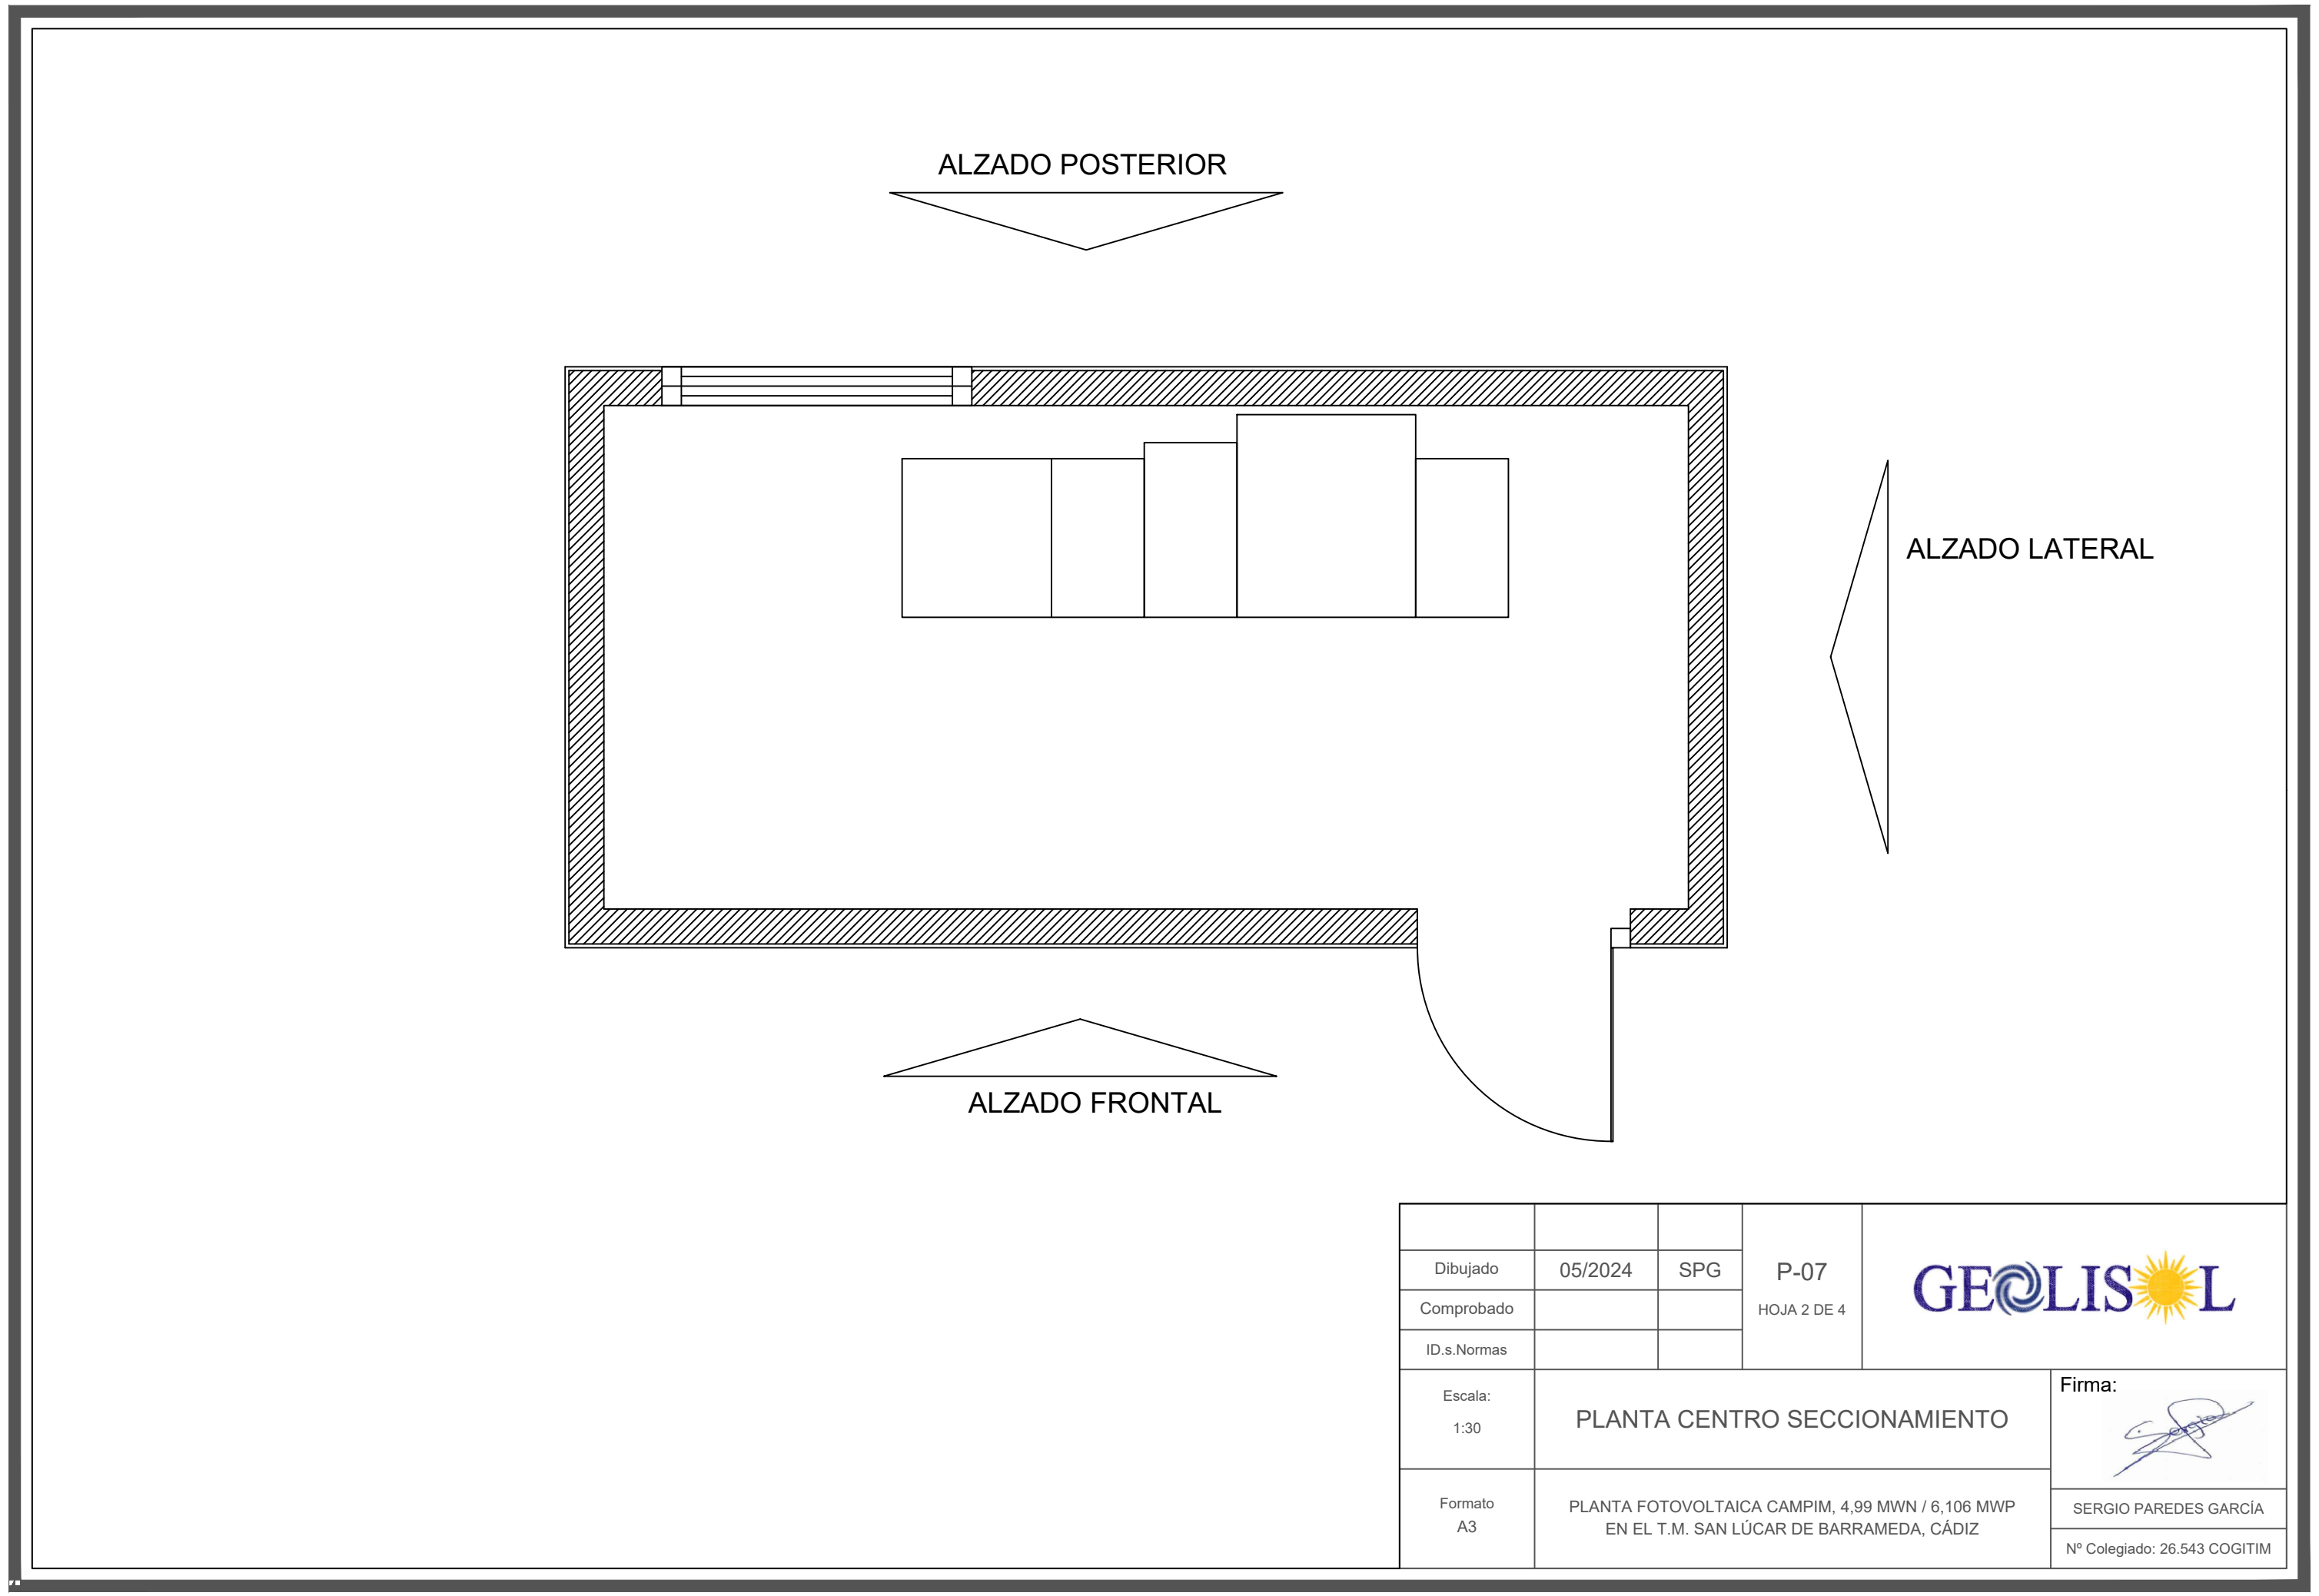 ALZADO POSTERIOR
ALZADO LATERAL
ALZADO FRONTAL
Dibujado 05/2024 SPG
Comprobado
ID.s.Normas
P-07
HOJA 2 DE 4
GEOLISOL
Escala:
1:30
PLANTA CENTRO SECCIONAMIENTO
Firma:
Formato
A3
PLANTA FOTOVOLTAICA CAMPIM, 4,99 MWN / 6,106 MWP
EN EL T.M. SAN LÚCAR DE BARRAMEDA, CÁDIZ
SERGIO PAREDES GARCÍA
Nº Colegiado: 26.543 COGITIM